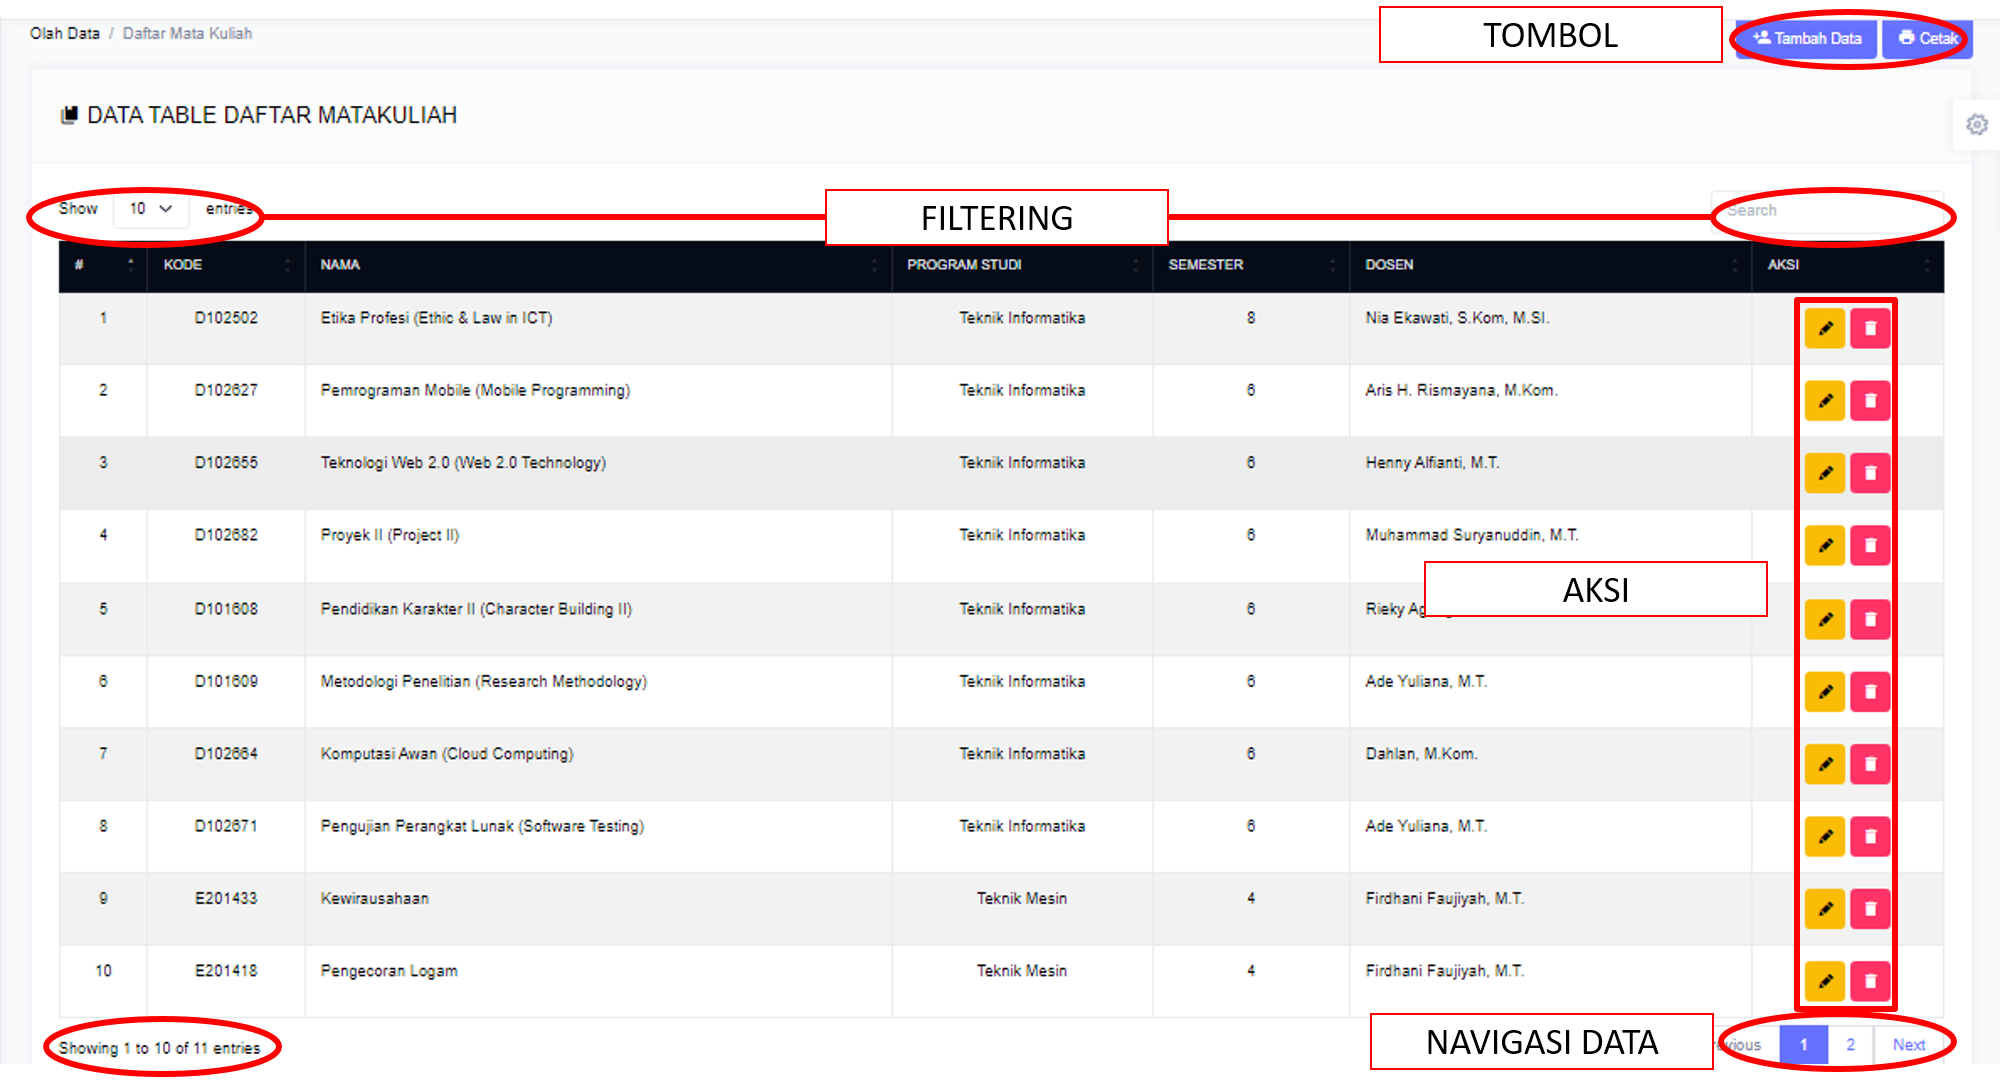 Olah Data / Daftar Mata Kuliah
TOMBOL
Tambah Data
Cetak
DATA TABLE DAFTAR MATAKULIAH
Show 10 entries
FILTERING
Search
# KODE NAMA PROGRAM STUDI SEMESTER DOSEN AKSI
1 D102502 Etika Profesi (Ethic & Law in ICT) Teknik Informatika 8 Nia Ekawati, S.Kom, M.SI.
2 D102627 Pemrograman Mobile (Mobile Programming) Teknik Informatika 6 Aris H. Rismayana, M.Kom.
3 D102655 Teknologi Web 2.0 (Web 2.0 Technology) Teknik Informatika 6 Henny Alfianti, M.T.
4 D102682 Proyek II (Project II) Teknik Informatika 6 Muhammad Suryanuddin, M.T.
AKSI
5 D101608 Pendidikan Karakter II (Character Building II) Teknik Informatika 6 Rieky
6 D101609 Metodologi Penelitian (Research Methodology) Teknik Informatika 6 Ade Yuliana, M.T.
7 D102664 Komputasi Awan (Cloud Computing) Teknik Informatika 6 Dahlan, M.Kom.
8 D102671 Pengujian Perangkat Lunak (Software Testing) Teknik Informatika 6 Ade Yuliana, M.T.
9 E201433 Kewirausahaan Teknik Mesin 4 Firdhani Faujiyah, M.T.
10 E201418 Pengecoran Logam Teknik Mesin 4 Firdhani Faujiyah, M.T.
Showing 1 to 10 of 11 entries
NAVIGASI DATA
1 2 Next